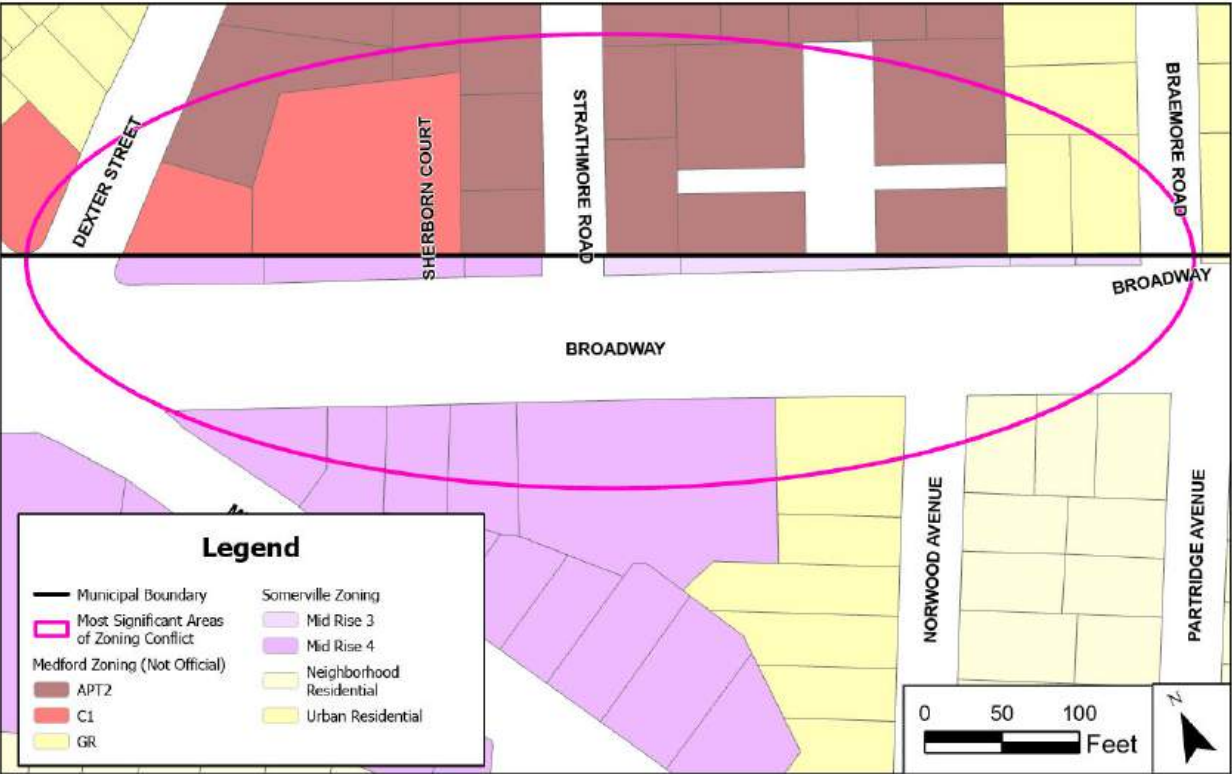 DEXTER STREET
SHERBORN COURT
STRATHMORE ROAD
BRAEMORE ROAD
BROADWAY
BROADWAY
NORWOOD AVENUE
PARTRIDGE AVENUE
Legend
Municipal Boundary
Most Significant Areas
of Zoning Conflict
Medford Zoning (Not Official)
APT2
C1
GR
Somerville Zoning
Mid Rise 3
Mid Rise 4
Neighborhood
Residential
Urban Residential
0 50 100
Feet
N